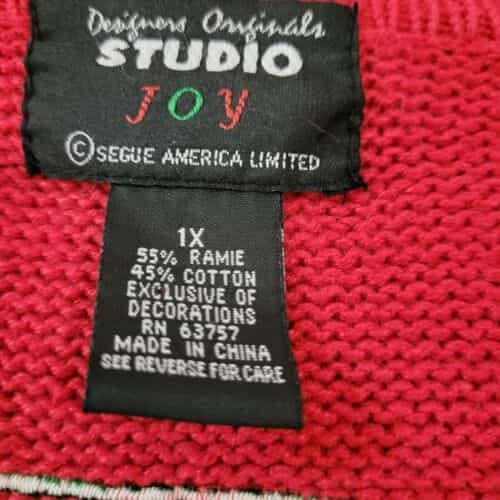 Designers Originals
STUDIO
JOY
©SEGUE AMERICA LIMITED
1X
55% RAMIE
45% COTTON
EXCLUSIVE OF
DECORATIONS
RN 63757
MADE IN CHINA
SEE REVERSE FOR CARE